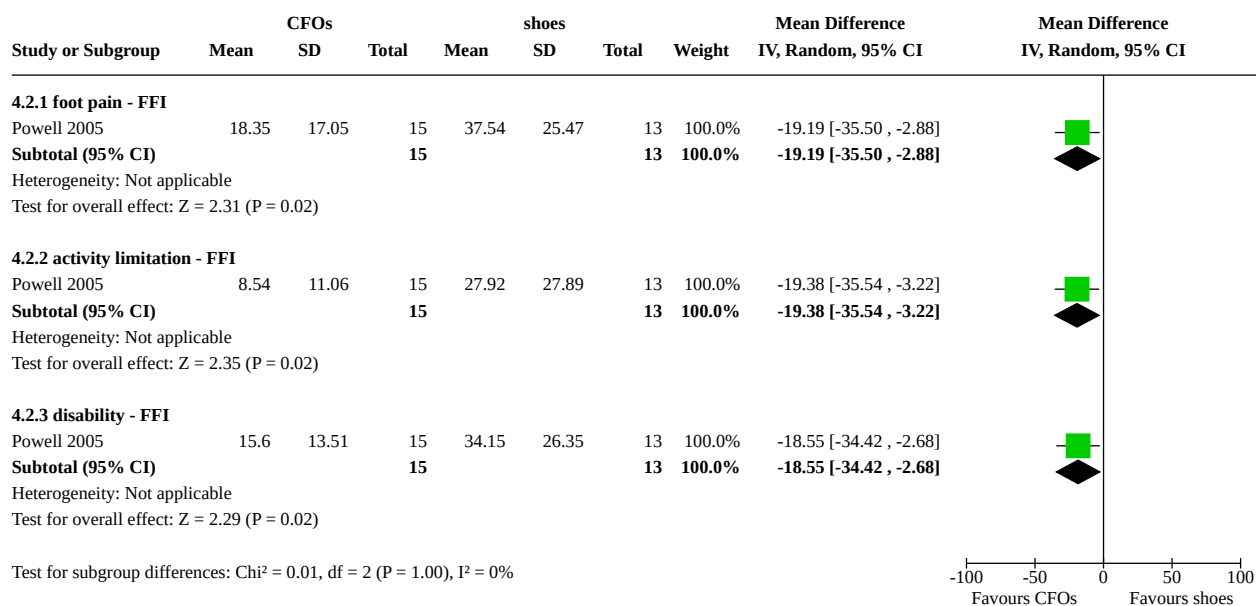 CFOs shoes Mean Difference Mean Difference
Study or Subgroup Mean SD Total Mean SD Total Weight IV, Random, 95% CI IV, Random, 95% CI
4.2.1 foot pain - FFI
Powell 2005 18.35 17.05 15 37.54 25.47 13 100.0% -19.19 [-35.50 , -2.88]
Subtotal (95% CI) 15 13 100.0% -19.19 [-35.50 , -2.88]
Heterogeneity: Not applicable
Test for overall effect: Z = 2.31 (P = 0.02)
4.2.2 activity limitation - FFI
Powell 2005 8.54 11.06 15 27.92 27.89 13 100.0% -19.38 [-35.54 , -3.22]
Subtotal (95% CI) 15 13 100.0% -19.38 [-35.54 , -3.22]
Heterogeneity: Not applicable
Test for overall effect: Z = 2.35 (P = 0.02)
4.2.3 disability - FFI
Powell 2005 15.6 13.51 15 34.15 26.35 13 100.0% -18.55 [-34.42 , -2.68]
Subtotal (95% CI) 15 13 100.0% -18.55 [-34.42 , -2.68]
Heterogeneity: Not applicable
Test for overall effect: Z = 2.29 (P = 0.02)
Test for subgroup differences: Chi² = 0.01, df = 2 (P = 1.00), I² = 0%
-100 -50 0 50 100
Favours CFOs Favours shoes